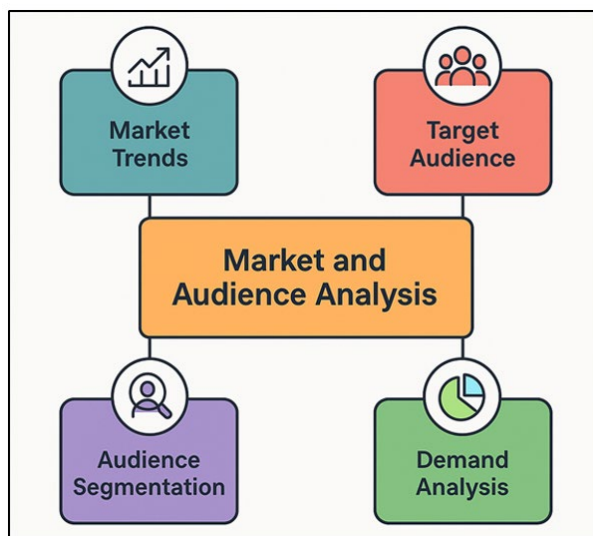 Market
Trends
Target
Audience
Market and
Audience Analysis
Audience
Segmentation
Demand
Analysis